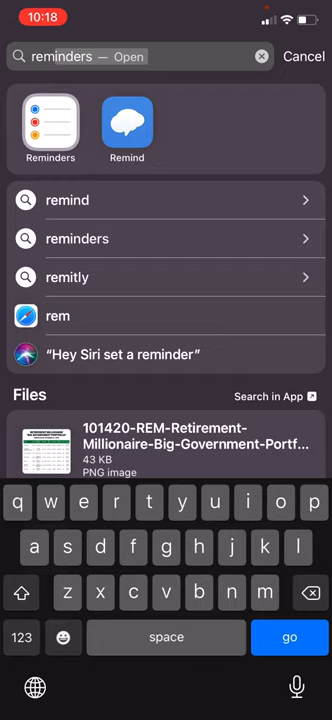 10:18
reminders — Open
Cancel
Reminders
Remind
remind
reminders
remitly
rem
“Hey Siri set a reminder”
Files
Search in App
101420-REM-Retirement-
Millionaire-Big-Government-Portf...
43 KB
PNG image
q w e r t y u i o p
a s d f g h j k l
z x c v b n m
123
space
go